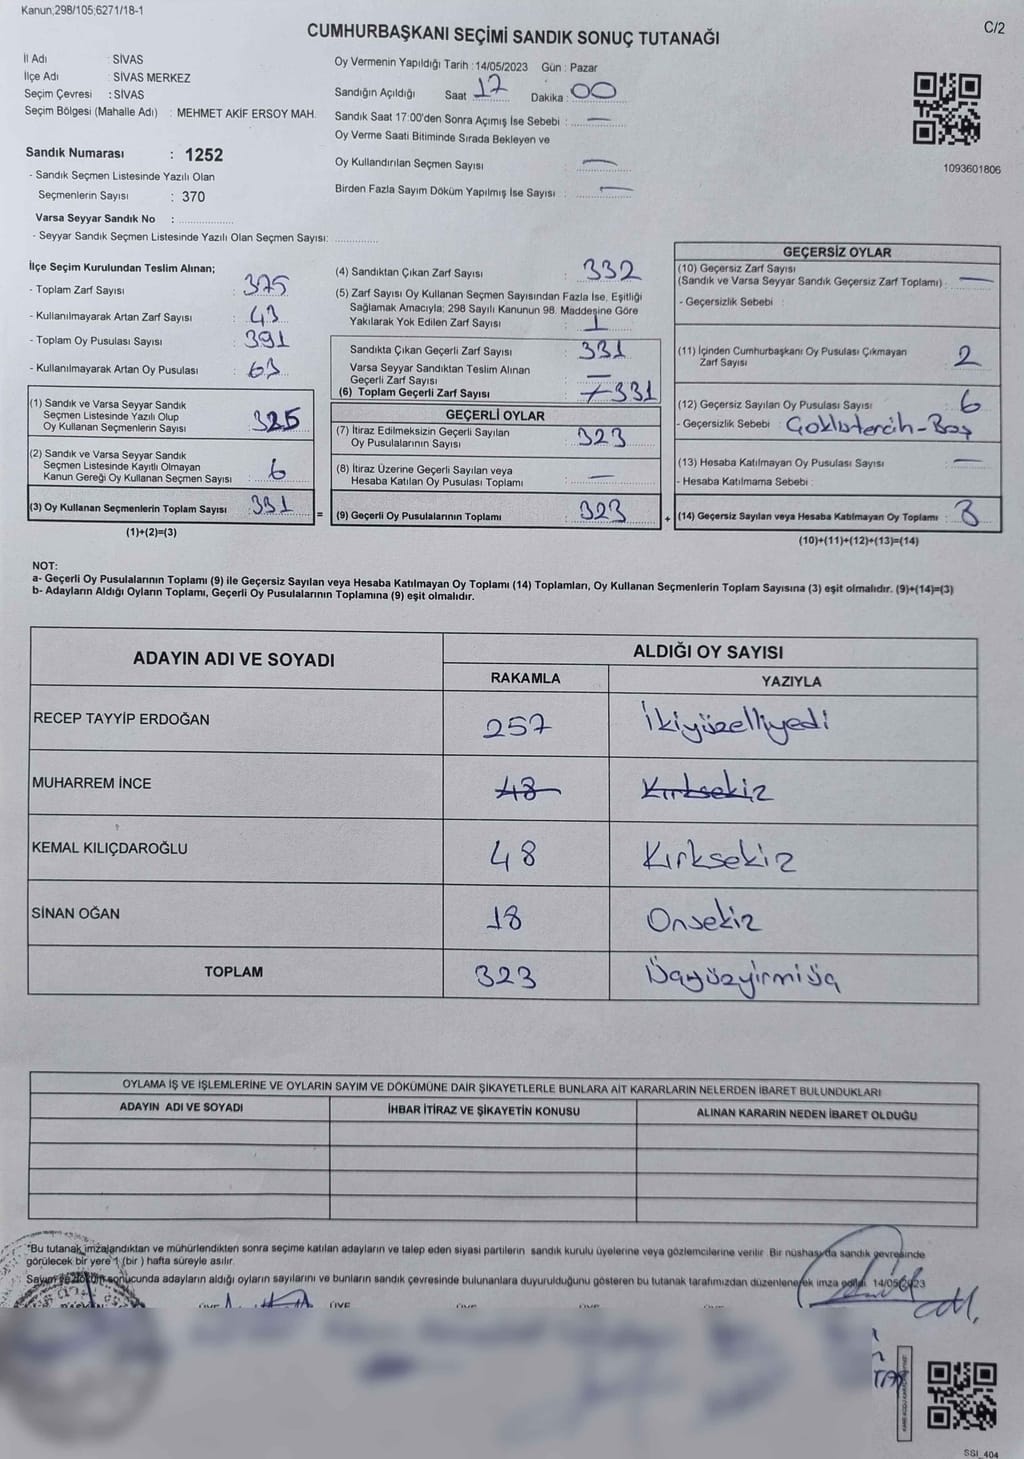 Kanun;298/105;6271/18-1
C/2
CUMHURBAŞKANI SEÇİMİ SANDIK SONUÇ TUTANAĞI
İl Adı : SİVAS
İlçe Adı : SİVAS MERKEZ
Seçim Çevresi : SİVAS
Seçim Bölgesi (Mahalle Adı) : MEHMET AKİF ERSOY MAH.
Sandık Numarası : 1252
- Sandık Seçmen Listesinde Yazılı Olan
Seçmenlerin Sayısı : 370
Varsa Seyyar Sandık No :
- Seyyar Sandık Seçmen Listesinde Yazılı Olan Seçmen Sayısı:
Oy Vermenin Yapıldığı Tarih : 14/05/2023 Gün : Pazar
Sandığın Açıldığı Saat 17 Dakika : 00
Sandık Saat 17:00'den Sonra Açımış İse Sebebi : —
Oy Verme Saati Bitiminde Sırada Bekleyen ve
Oy Kullandırılan Seçmen Sayısı : —
Birden Fazla Sayım Döküm Yapılmış İse Sayısı : —
1093601806
İlçe Seçim Kurulundan Teslim Alınan;
- Toplam Zarf Sayısı : 375
- Kullanılmayarak Artan Zarf Sayısı : 43
- Toplam Oy Pusulası Sayısı : 391
- Kullanılmayarak Artan Oy Pusulası : 63
(1) Sandık ve Varsa Seyyar Sandık
Seçmen Listesinde Yazılı Olup
Oy Kullanan Seçmenlerin Sayısı : 325
(2) Sandık ve Varsa Seyyar Sandık
Seçmen Listesinde Kayıtlı Olmayan
Kanun Gereği Oy Kullanan Seçmen Sayısı : 6
(3) Oy Kullanan Seçmenlerin Toplam Sayısı : 331
(1)+(2)=(3)
(4) Sandıktan Çıkan Zarf Sayısı : 332
(5) Zarf Sayısı Oy Kullanan Seçmen Sayısından Fazla İse, Eşitliği
Sağlamak Amacıyla; 298 Sayılı Kanunun 98. Maddesine Göre
Yakılarak Yok Edilen Zarf Sayısı : 1
Sandıkta Çıkan Geçerli Zarf Sayısı : 331
Varsa Seyyar Sandıktan Teslim Alınan
Geçerli Zarf Sayısı : —
(6) Toplam Geçerli Zarf Sayısı : 331
GEÇERLİ OYLAR
(7) İtiraz Edilmeksizin Geçerli Sayılan
Oy Pusulalarının Sayısı : 323
(8) İtiraz Üzerine Geçerli Sayılan veya
Hesaba Katılan Oy Pusulası Toplamı : —
= (9) Geçerli Oy Pusulalarının Toplamı : 323 +
GEÇERSİZ OYLAR
(10) Geçersiz Zarf Sayısı
(Sandık ve Varsa Seyyar Sandık Geçersiz Zarf Toplamı) : —
- Geçersizlik Sebebi :
(11) İçinden Cumhurbaşkanı Oy Pusulası Çıkmayan
Zarf Sayısı : 2
(12) Geçersiz Sayılan Oy Pusulası Sayısı : 6
- Geçersizlik Sebebi : Çoklutercih-Boş
(13) Hesaba Katılmayan Oy Pusulası Sayısı : —
- Hesaba Katılmama Sebebi :
(14) Geçersiz Sayılan veya Hesaba Katılmayan Oy Toplamı : 8
(10)+(11)+(12)+(13)=(14)
NOT:
a- Geçerli Oy Pusulalarının Toplamı (9) ile Geçersiz Sayılan veya Hesaba Katılmayan Oy Toplamı (14) Toplamları, Oy Kullanan Seçmenlerin Toplam Sayısına (3) eşit olmalıdır. (9)+(14)=(3)
b- Adayların Aldığı Oyların Toplamı, Geçerli Oy Pusulalarının Toplamına (9) eşit olmalıdır.
ADAYIN ADI VE SOYADI
ALDIĞI OY SAYISI
RAKAMLA YAZIYLA
RECEP TAYYİP ERDOĞAN 257 İkiyüzelliyedi
MUHARREM İNCE 48 Kırksekiz
KEMAL KILIÇDAROĞLU 48 Kırksekiz
SİNAN OĞAN 18 Onsekiz
TOPLAM 323 Üçyüzyirmiüç
OYLAMA İŞ VE İŞLEMLERİNE VE OYLARIN SAYIM VE DÖKÜMÜNE DAİR ŞİKAYETLERLE BUNLARA AİT KARARLARIN NELERDEN İBARET BULUNDUKLARI
ADAYIN ADI VE SOYADI İHBAR İTİRAZ VE ŞİKAYETİN KONUSU ALINAN KARARIN NEDEN İBARET OLDUĞU
*Bu tutanak imzalandıktan ve mühürlendikten sonra seçime katılan adayların ve talep eden siyasi partilerin sandık kurulu üyelerine veya gözlemcilerine verilir. Bir nüshası da sandık çevresinde
görülecek bir yere 1 (bir ) hafta süreyle asılır.
Sayım ve döküm sonucunda adayların aldığı oyların sayılarını ve bunların sandık çevresinde bulunanlara duyurulduğunu gösteren bu tutanak tarafımızdan düzenlenerek imza edildi. 14/05/2023
ÜYE ÜYE ÜYE ÜYE ÜYE
SSI_404